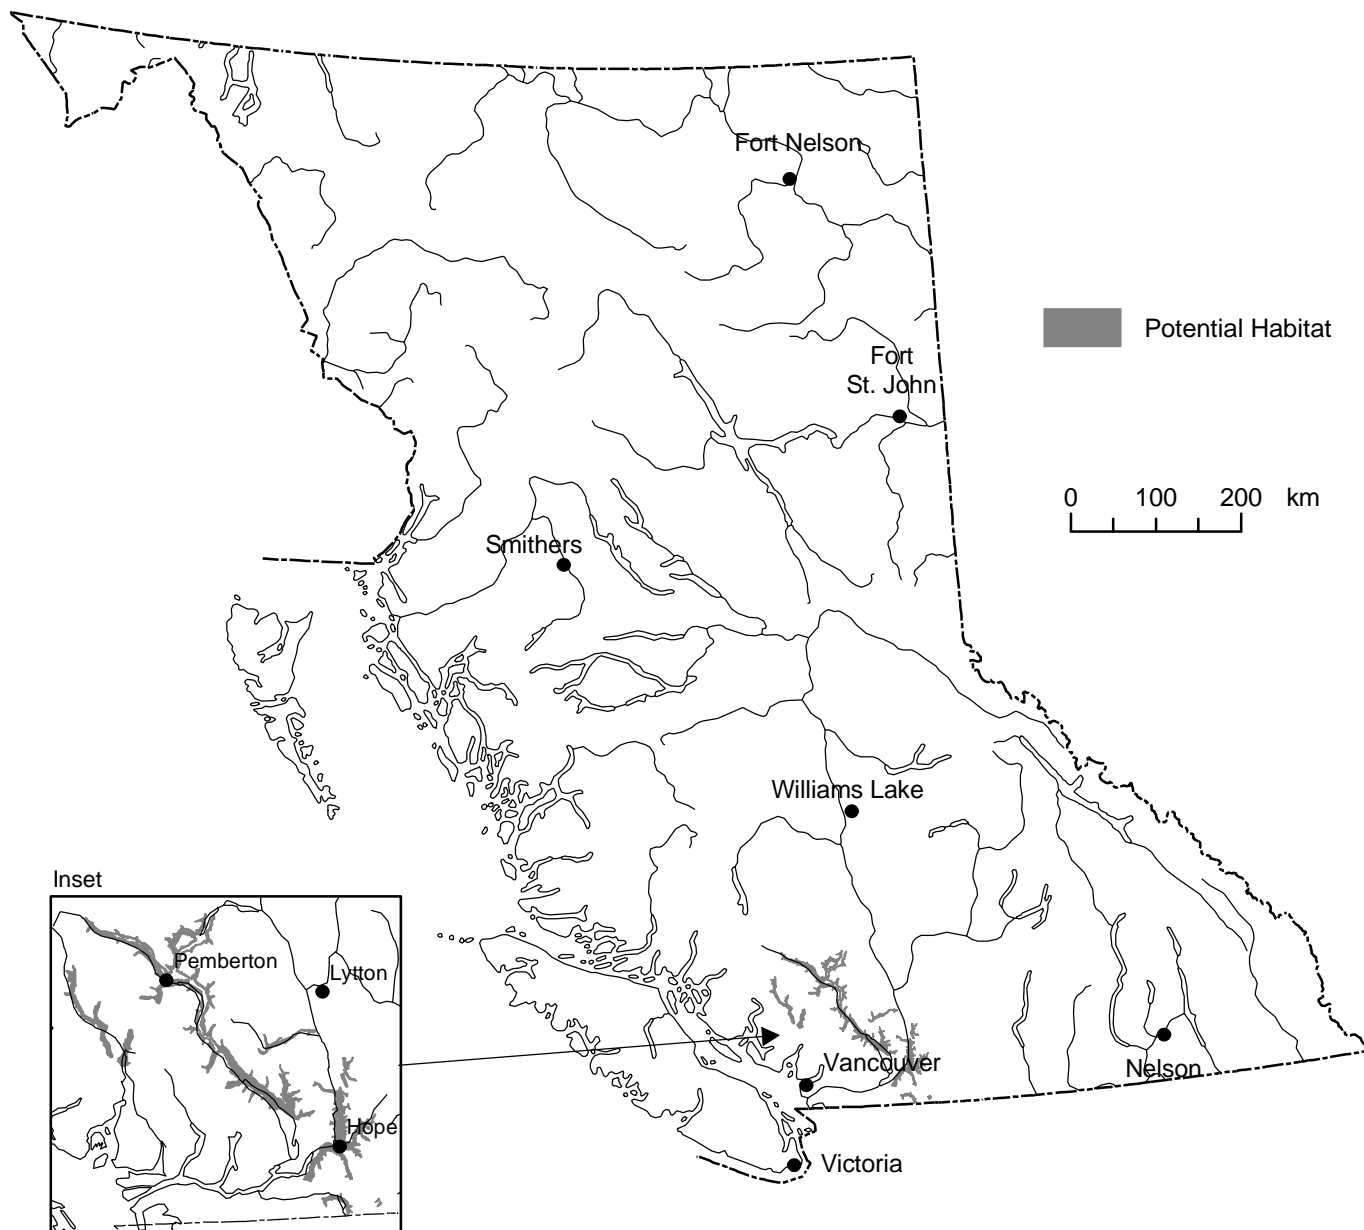 Fort Nelson
Potential Habitat
Fort
St. John
0 100 200 km
Smithers
Williams Lake
Inset
Pemberton
Lytton
Hope
Vancouver
Nelson
Victoria